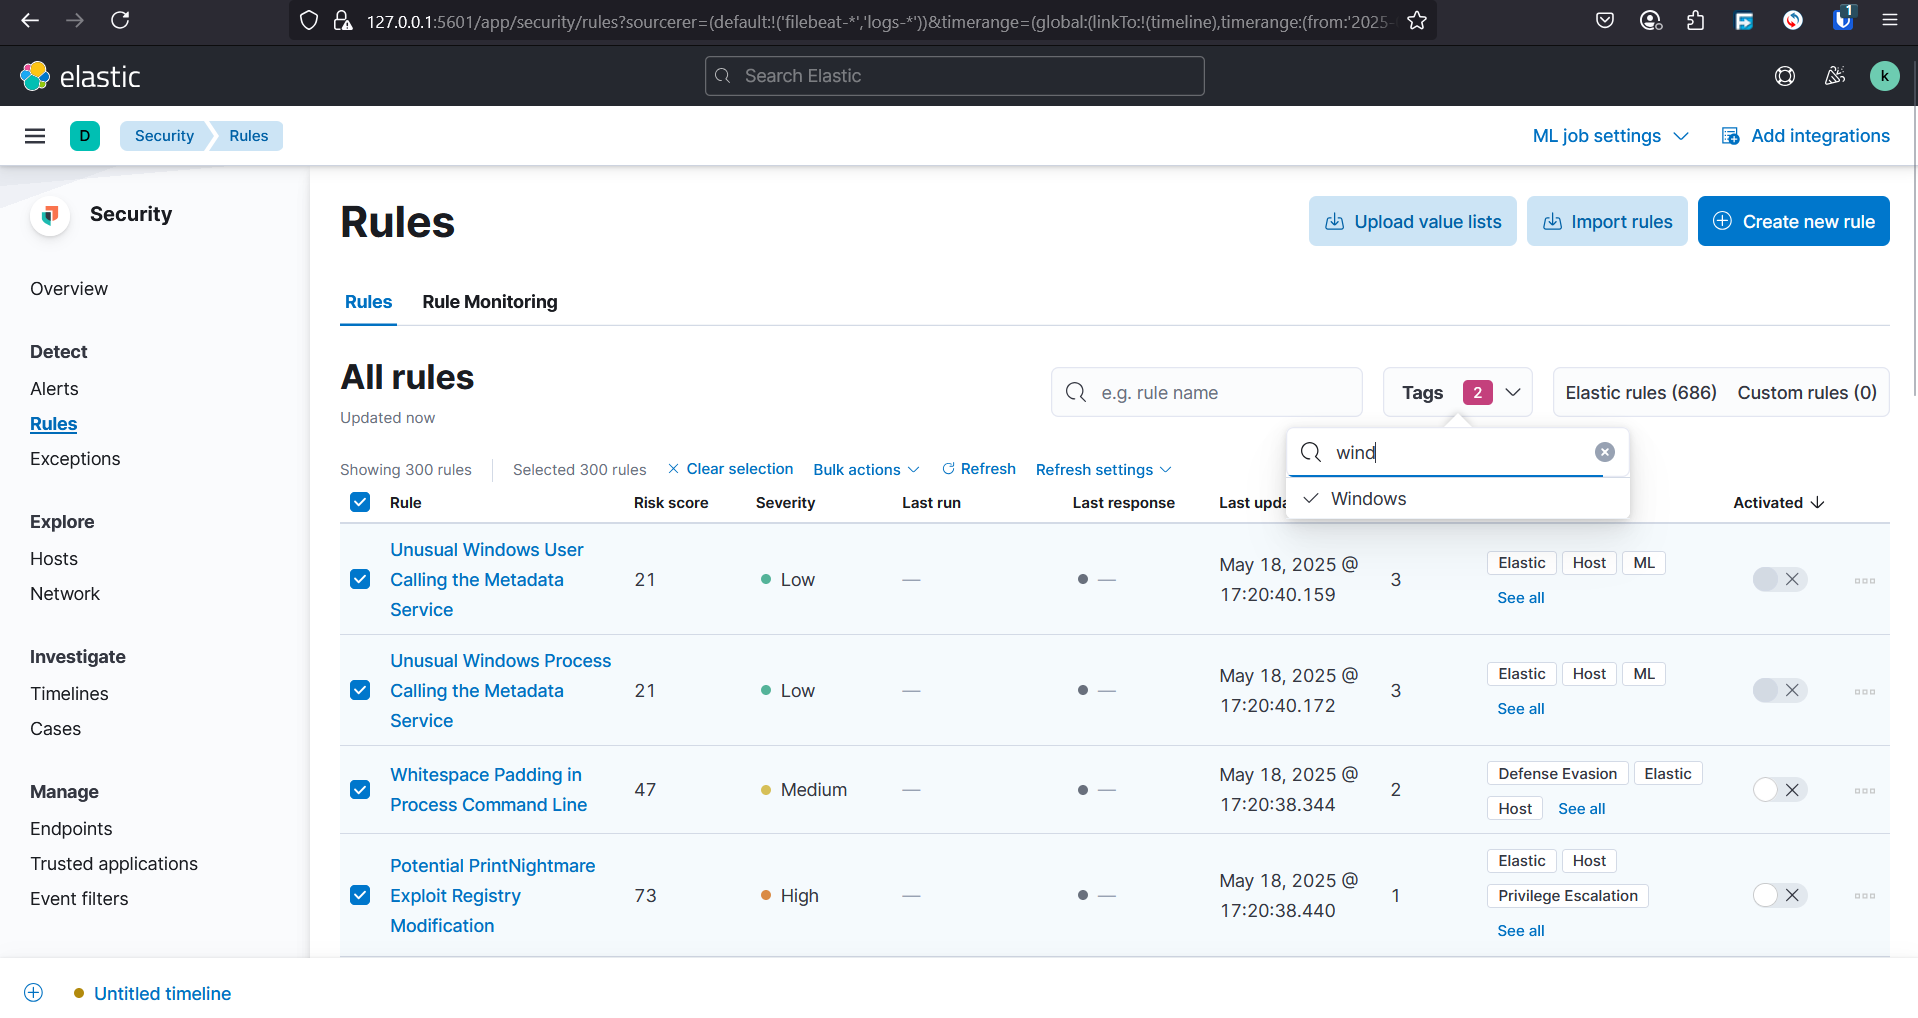 127.0.0.1:5601/app/security/rules?sourcerer=(default:!('filebeat-*','logs-*'))&timerange=(global:(linkTo:!(timeline),timerange:(from:'2025-
1
elastic
Search Elastic
k
D
Security
Rules
ML job settings
Add integrations
Security
Overview
Detect
Alerts
Rules
Exceptions
Explore
Hosts
Network
Investigate
Timelines
Cases
Manage
Endpoints
Trusted applications
Event filters
Rules
Upload value lists
Import rules
Create new rule
Rules
Rule Monitoring
All rules
Updated now
e.g. rule name
Tags 2
Elastic rules (686)
Custom rules (0)
wind
Windows
Showing 300 rules
Selected 300 rules
Clear selection
Bulk actions
Refresh
Refresh settings
Rule Risk score Severity Last run Last response Last upda Activated
Unusual Windows User
Calling the Metadata
Service
21
Low
—
—
May 18, 2025 @
17:20:40.159
3
Elastic Host ML
See all
Unusual Windows Process
Calling the Metadata
Service
21
Low
—
—
May 18, 2025 @
17:20:40.172
3
Elastic Host ML
See all
Whitespace Padding in
Process Command Line
47
Medium
—
—
May 18, 2025 @
17:20:38.344
2
Defense Evasion Elastic
Host See all
Potential PrintNightmare
Exploit Registry
Modification
73
High
—
—
May 18, 2025 @
17:20:38.440
1
Elastic Host
Privilege Escalation
See all
Untitled timeline